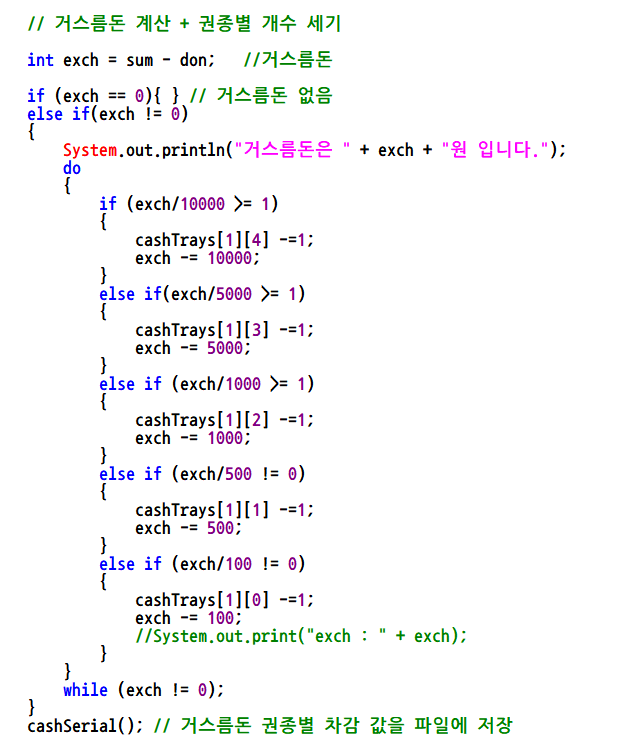 // 거스름돈 계산 + 권종별 개수 세기
int exch = sum - don;   //거스름돈
if (exch == 0){ } // 거스름돈 없음
else if(exch != 0)
{
    System.out.println("거스름돈은 " + exch + "원 입니다.");
    do
    {
        if (exch/10000 >= 1)
        {
            cashTrays[1][4] -=1;
            exch -= 10000;
        }
        else if(exch/5000 >= 1)
        {
            cashTrays[1][3] -=1;
            exch -= 5000;
        }
        else if (exch/1000 >= 1)
        {
            cashTrays[1][2] -=1;
            exch -= 1000;
        }
        else if (exch/500 != 0)
        {
            cashTrays[1][1] -=1;
            exch -= 500;
        }
        else if (exch/100 != 0)
        {
            cashTrays[1][0] -=1;
            exch -= 100;
            //System.out.print("exch : " + exch);
        }
    }
    while (exch != 0);
}
cashSerial(); // 거스름돈 권종별 차감 값을 파일에 저장